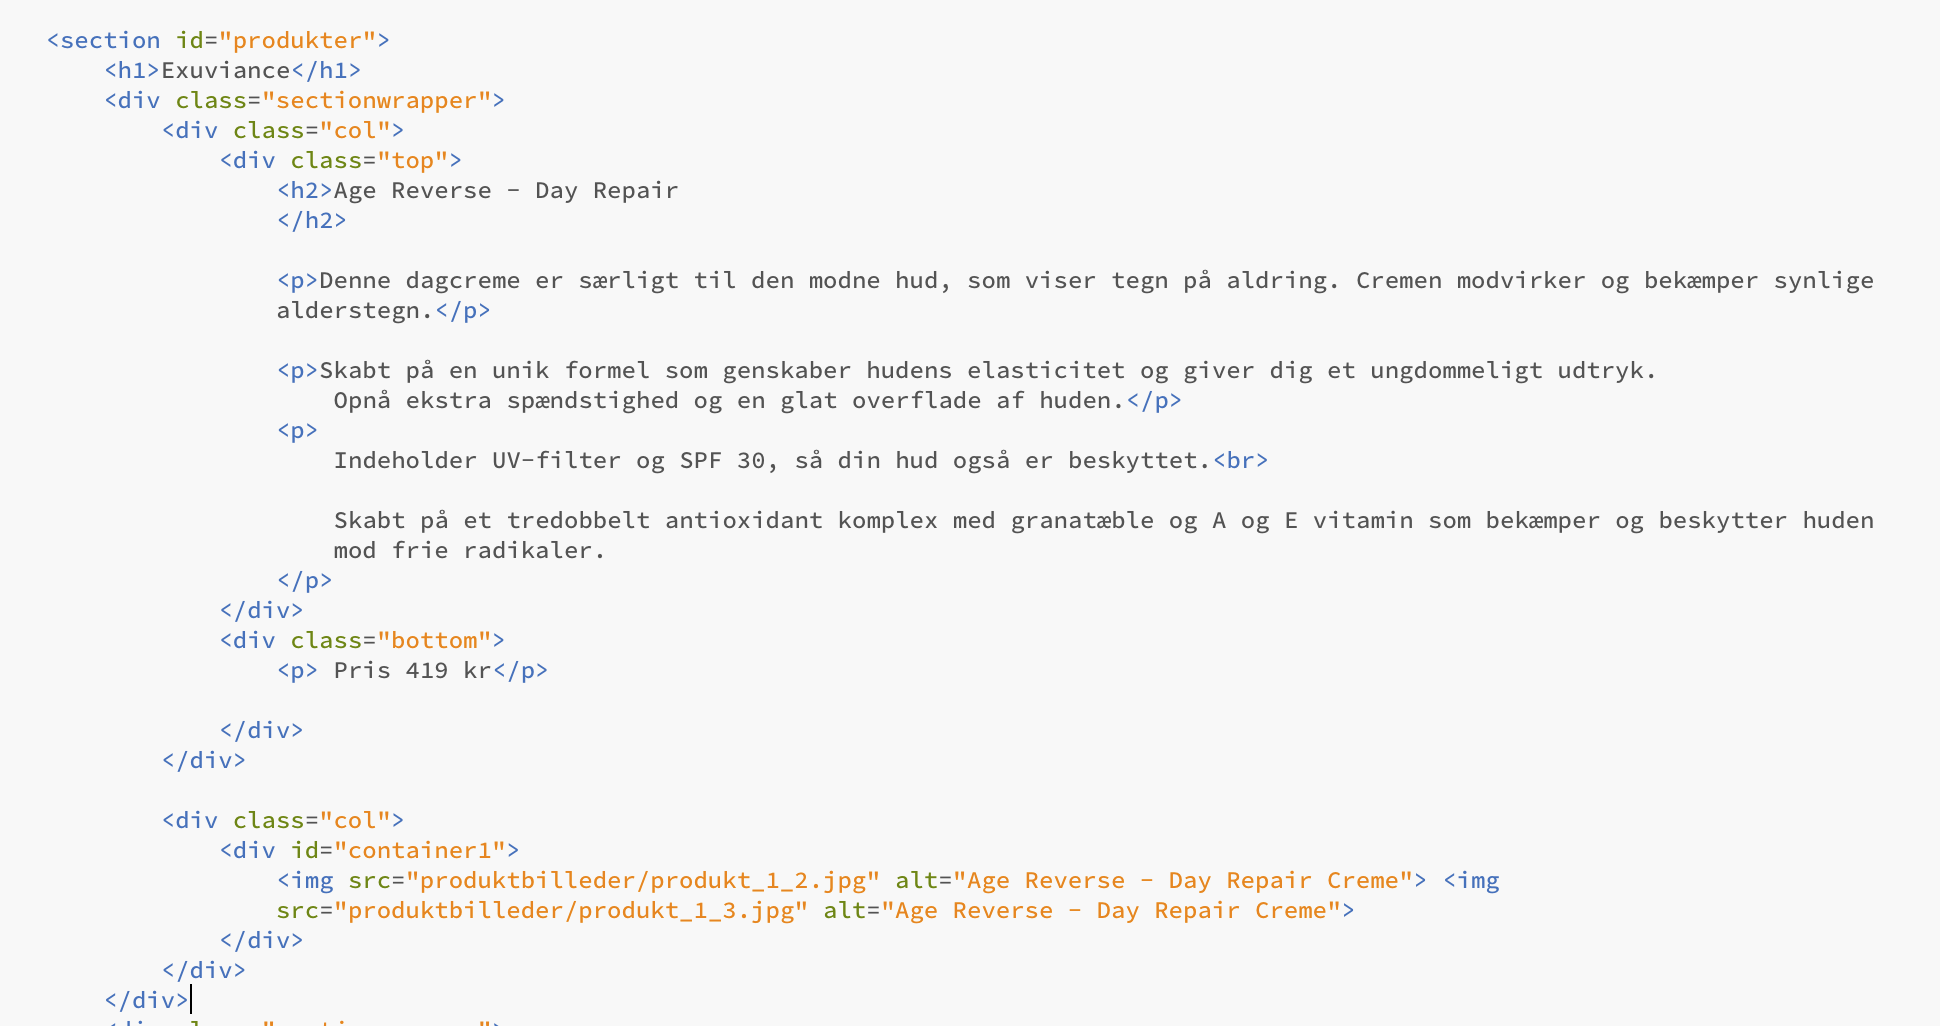 <section id="produkter">
<h1>Exuviance</h1>
<div class="sectionwrapper">
<div class="col">
<div class="top">
<h2>Age Reverse - Day Repair
</h2>
<p>Denne dagcreme er særligt til den modne hud, som viser tegn på aldring. Cremen modvirker og bekæmper synlige
alderstegn.</p>
<p>Skabt på en unik formel som genskaber hudens elasticitet og giver dig et ungdommeligt udtryk.
Opnå ekstra spændstighed og en glat overflade af huden.</p>
<p>
Indeholder UV-filter og SPF 30, så din hud også er beskyttet.<br>
Skabt på et tredobbelt antioxidant komplex med granatæble og A og E vitamin som bekæmper og beskytter huden
mod frie radikaler.
</p>
</div>
<div class="bottom">
<p> Pris 419 kr</p>
</div>
</div>
<div class="col">
<div id="container1">
<img src="produktbilleder/produkt_1_2.jpg" alt="Age Reverse - Day Repair Creme"> <img
src="produktbilleder/produkt_1_3.jpg" alt="Age Reverse - Day Repair Creme">
</div>
</div>
</div>